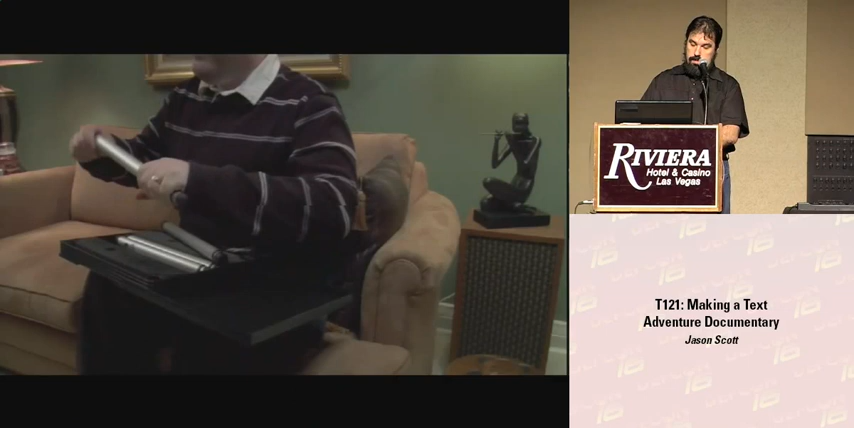 RIVIERA
Hotel & Casino
Las Vegas
T121: Making a Text
Adventure Documentary
Jason Scott